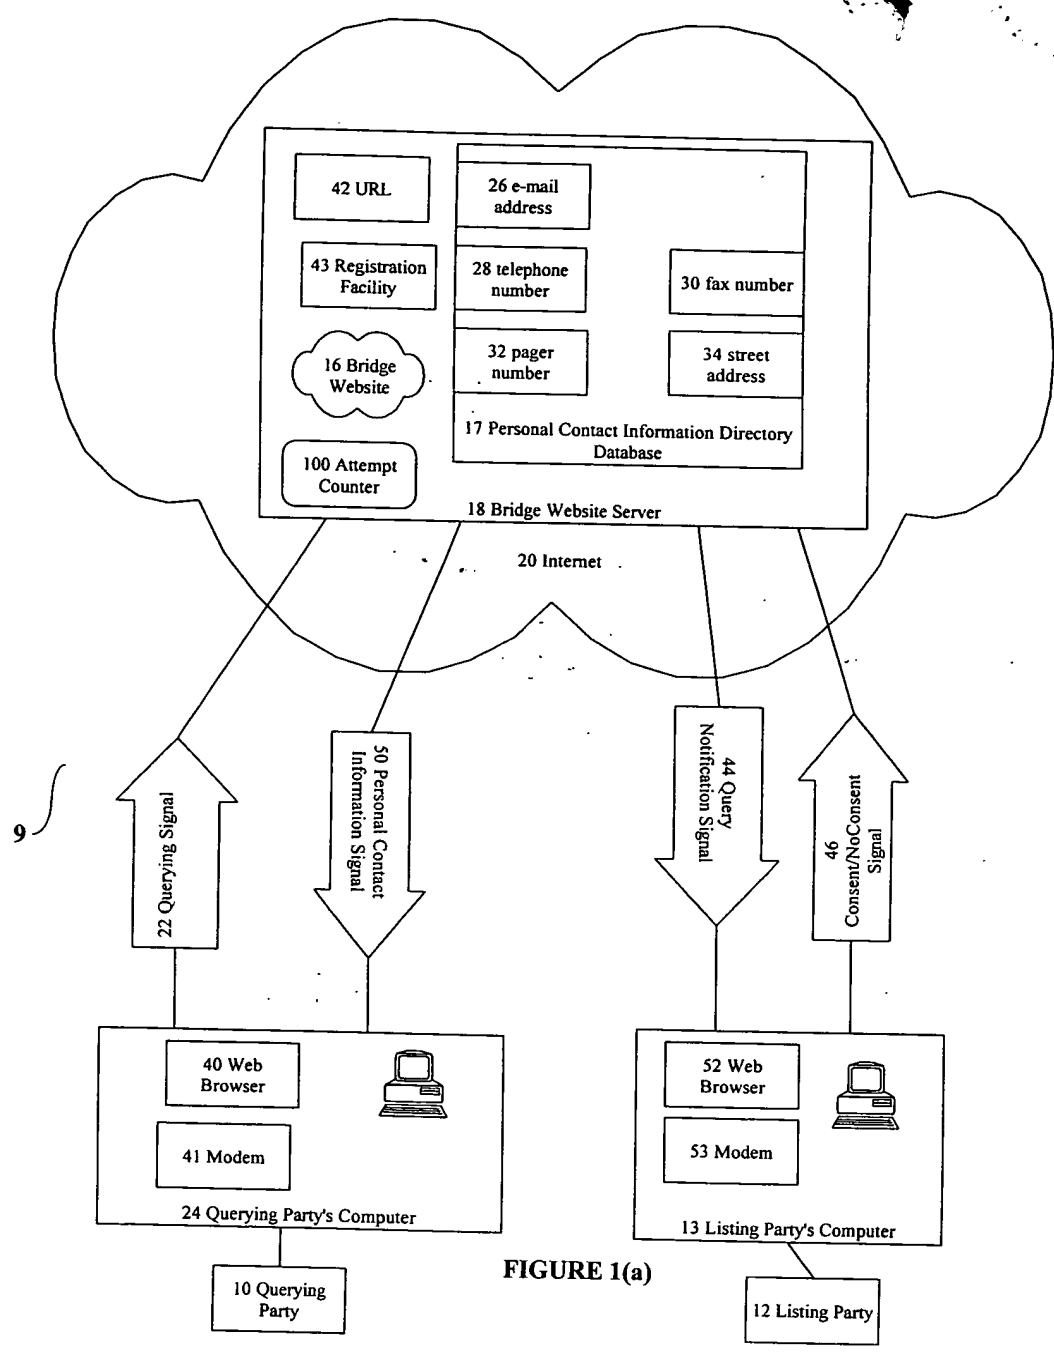 42 URL
26 e-mail
address
43 Registration
Facility
28 telephone
number
30 fax number
16 Bridge
Website
32 pager
number
34 street
address
17 Personal Contact Information Directory
Database
100 Attempt
Counter
18 Bridge Website Server
20 Internet
9
22 Querying Signal
50 Personal Contact
Information Signal
44 Query
Notification Signal
46
Consent/NoConsent
Signal
40 Web
Browser
41 Modem
24 Querying Party's Computer
52 Web
Browser
53 Modem
13 Listing Party's Computer
10 Querying
Party
FIGURE 1(a)
12 Listing Party